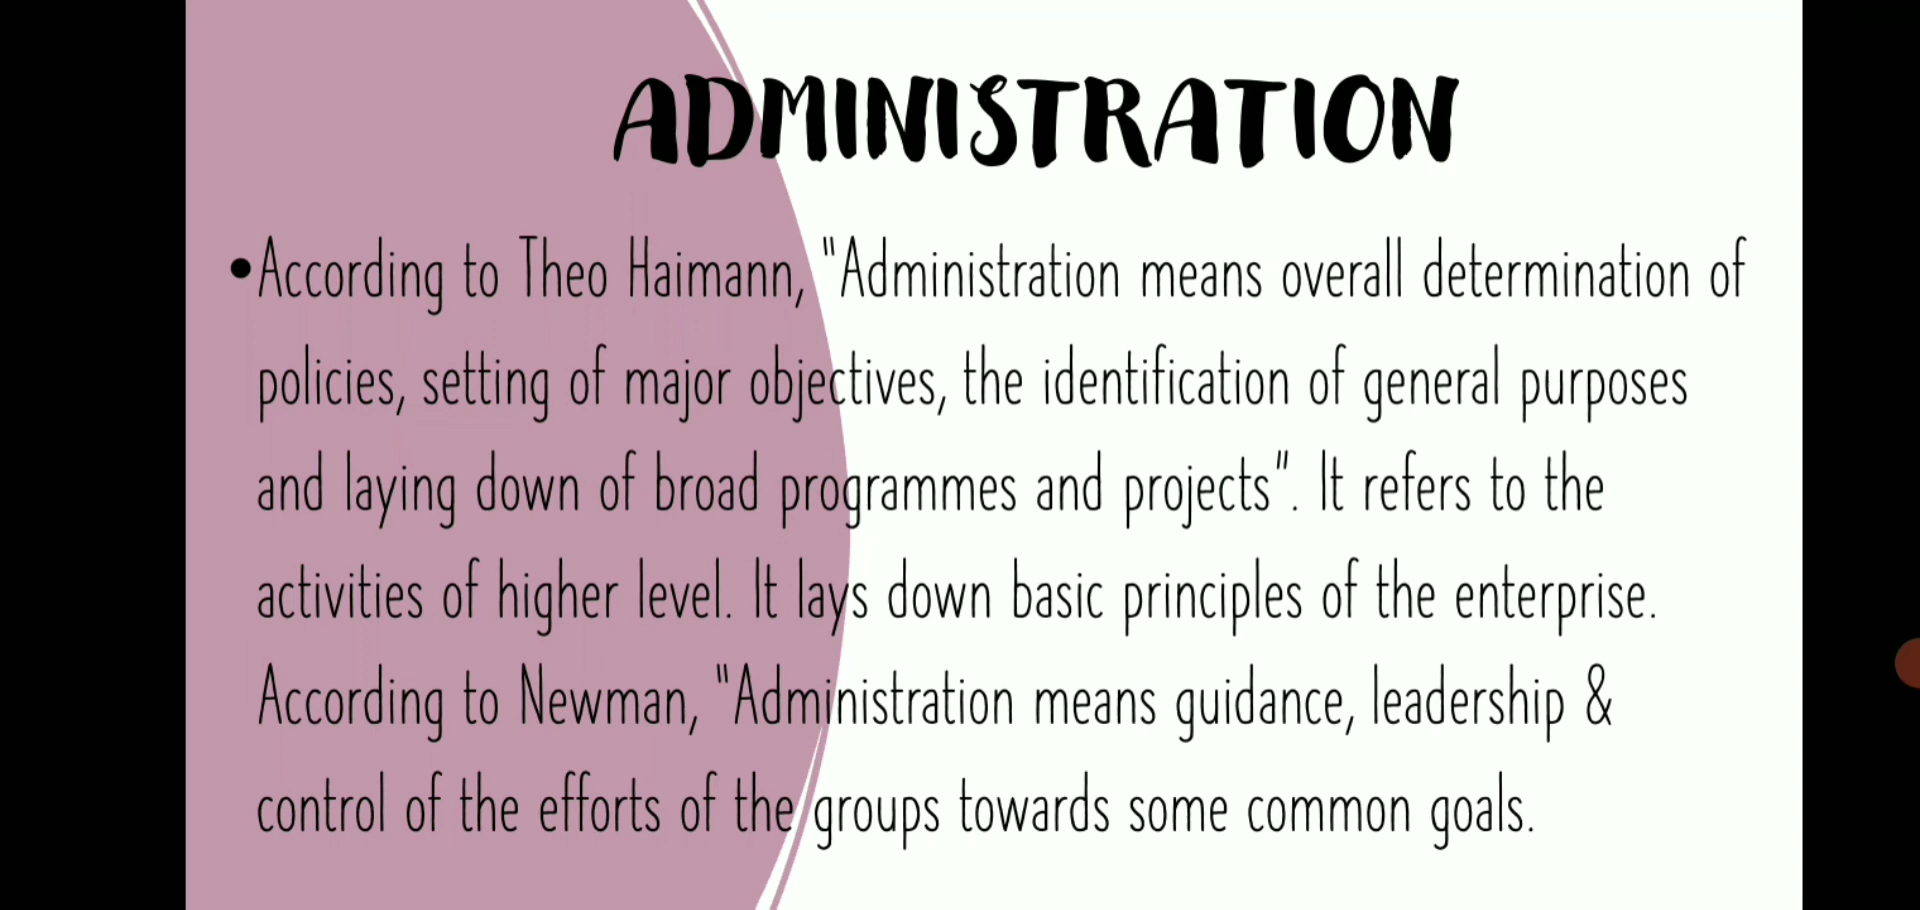 ADMINISTRATION
•According to Theo Haimann, "Administration means overall determination of
policies, setting of major objectives, the identification of general purposes
and laying down of broad programmes and projects". It refers to the
activities of higher level. It lays down basic principles of the enterprise.
According to Newman, "Administration means guidance, leadership &
control of the efforts of the groups towards some common goals.